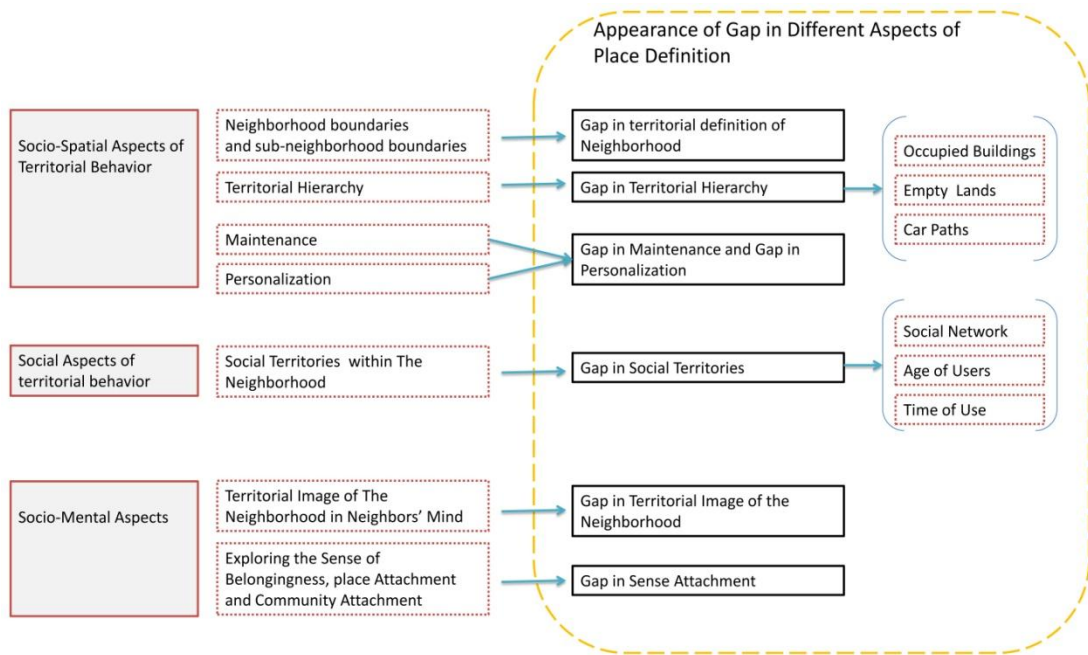 Appearance of Gap in Different Aspects of
Place Definition
Socio-Spatial Aspects of
Territorial Behavior
Neighborhood boundaries
and sub-neighborhood boundaries
Territorial Hierarchy
Maintenance
Personalization
Gap in territorial definition of
Neighborhood
Gap in Territorial Hierarchy
Gap in Maintenance and Gap in
Personalization
Occupied Buildings
Empty Lands
Car Paths
Social Aspects of
territorial behavior
Social Territories within The
Neighborhood
Gap in Social Territories
Social Network
Age of Users
Time of Use
Socio-Mental Aspects
Territorial Image of The
Neighborhood in Neighbors’ Mind
Exploring the Sense of
Belongingness, place Attachment
and Community Attachment
Gap in Territorial Image of the
Neighborhood
Gap in Sense Attachment